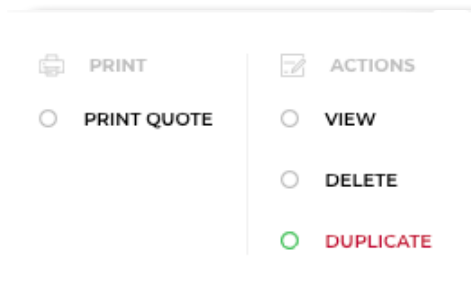 PRINT
PRINT QUOTE
ACTIONS
VIEW
DELETE
DUPLICATE